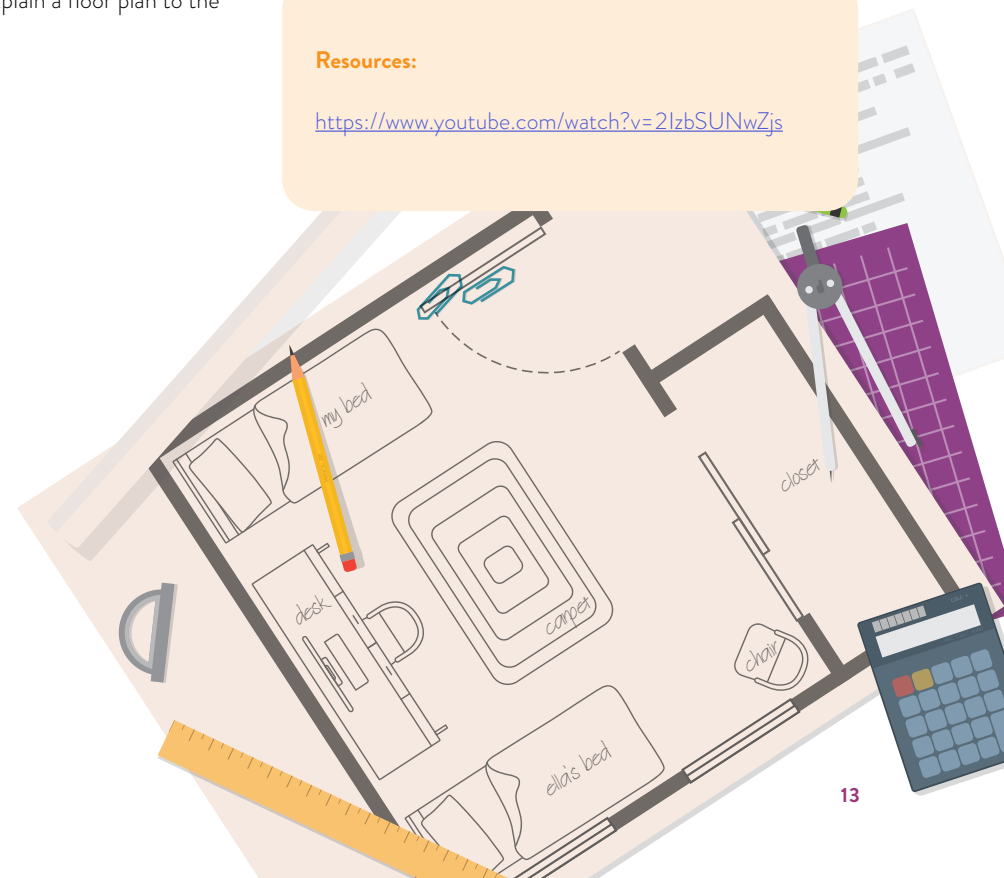 plain a floor plan to the
Resources:
https://www.youtube.com/watch?v=2IzbSUNwZjs
my bed
closet
desk
carpet
chair
ella's bed
13